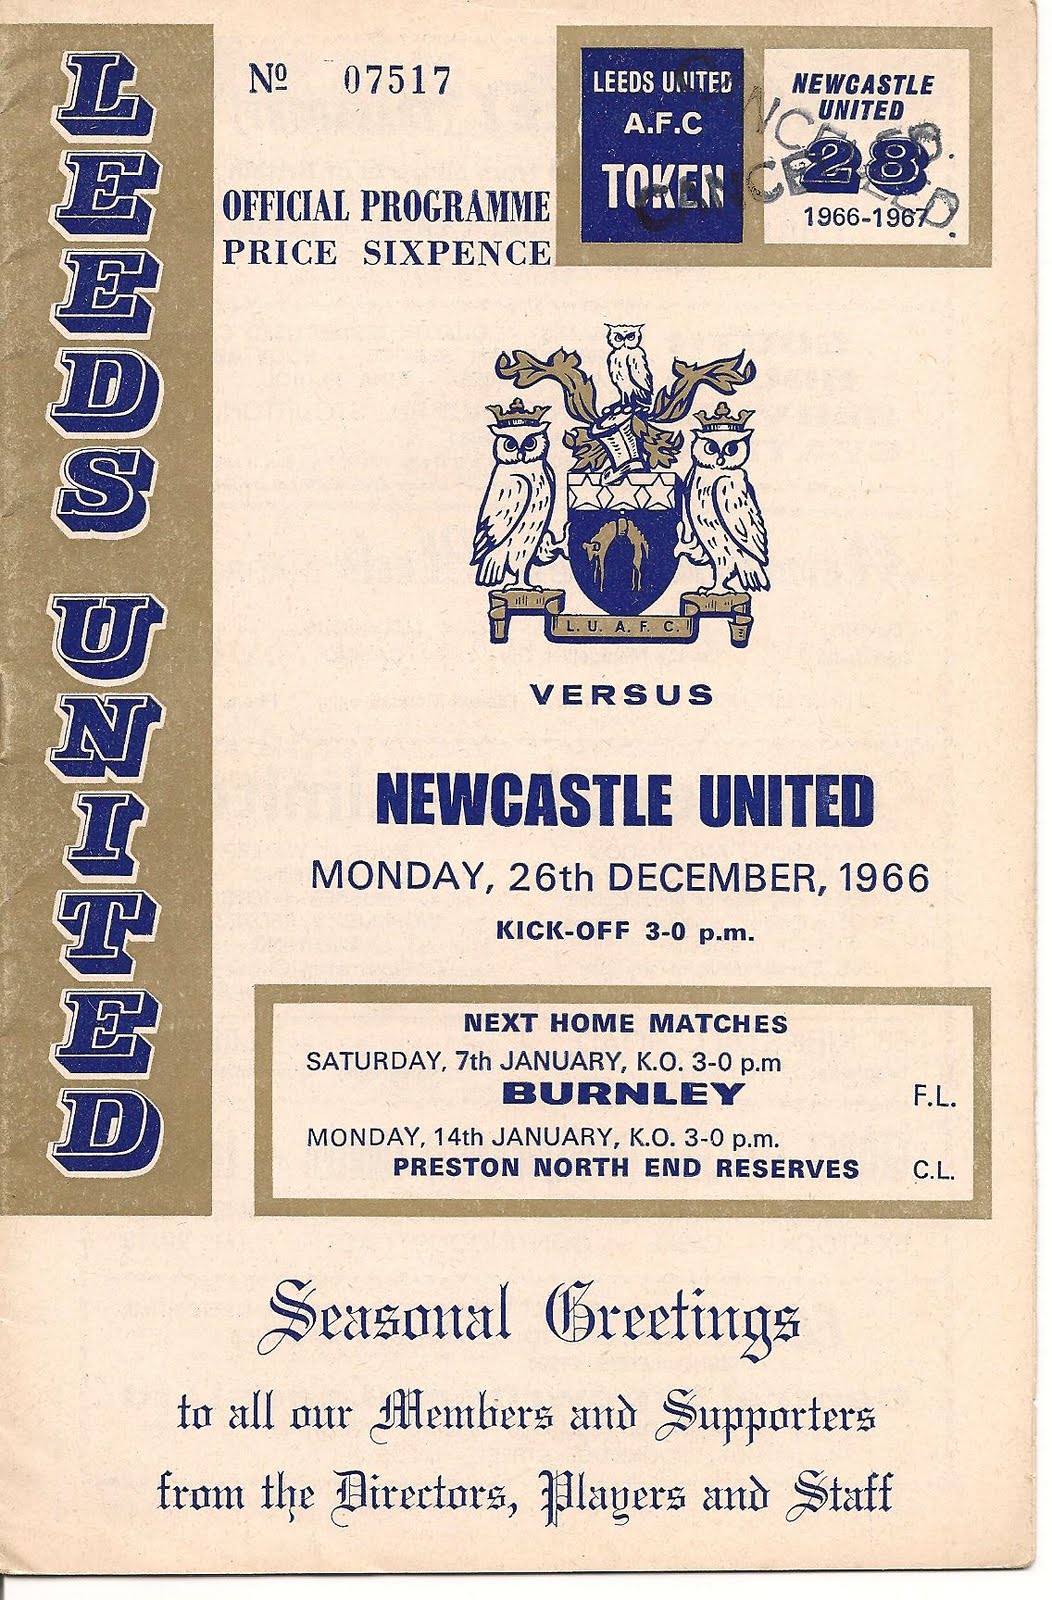 LEEDS UNITED
Nº 07517
OFFICIAL PROGRAMME
PRICE SIXPENCE
LEEDS UNITED
A.F.C
TOKEN
NEWCASTLE
UNITED
28
1966-1967
CANCELLED.
CANCELLED.
L. U. A. F. C.
VERSUS
NEWCASTLE UNITED
MONDAY, 26th DECEMBER, 1966
KICK-OFF 3-0 p.m.
NEXT HOME MATCHES
SATURDAY, 7th JANUARY, K.O. 3-0 p.m
BURNLEY F.L.
MONDAY, 14th JANUARY, K.O. 3-0 p.m.
PRESTON NORTH END RESERVES C.L.
Seasonal Greetings
to all our Members and Supporters
from the Directors, Players and Staff